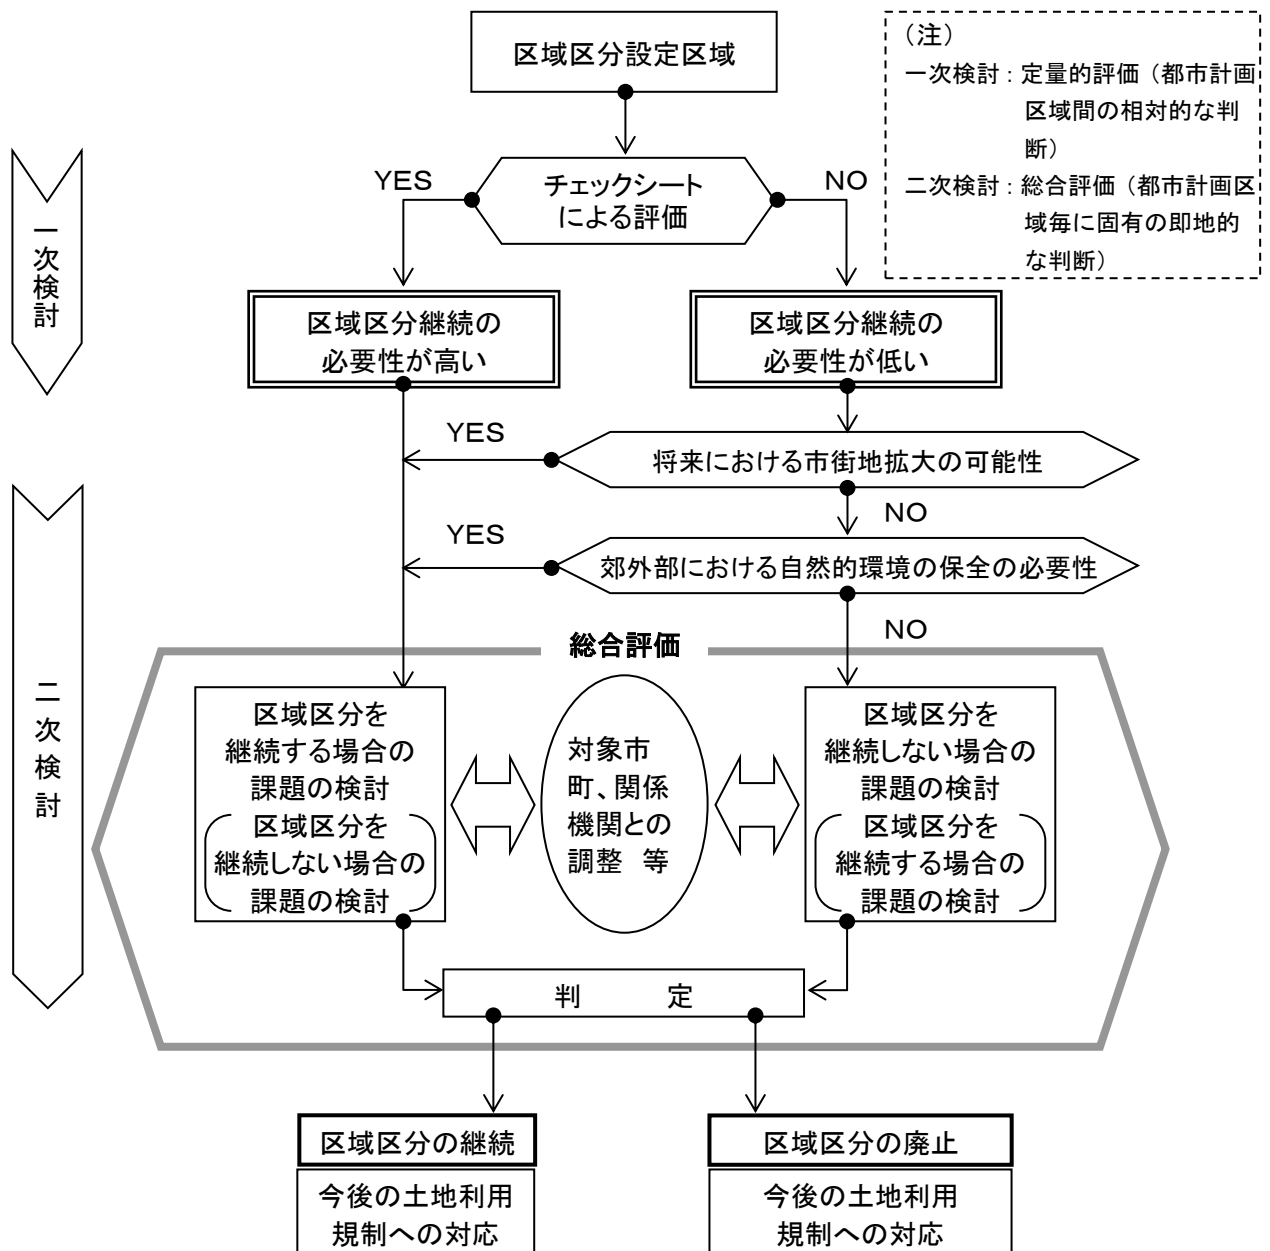 区域区分設定区域
（注）
一次検討：定量的評価（都市計画
区域間の相対的な判
断）
二次検討：総合評価（都市計画区
域毎に固有の即地的
な判断）
一次検討
YES
チェックシート
による評価
NO
区域区分継続の
必要性が高い
区域区分継続の
必要性が低い
YES
将来における市街地拡大の可能性
NO
YES
郊外部における自然的環境の保全の必要性
NO
二次検討
総合評価
区域区分を
継続する場合の
課題の検討
区域区分を
継続しない場合の
課題の検討
対象市
町、関係
機関との
調整　等
区域区分を
継続しない場合の
課題の検討
区域区分を
継続する場合の
課題の検討
判　定
区域区分の継続
今後の土地利用
規制への対応
区域区分の廃止
今後の土地利用
規制への対応